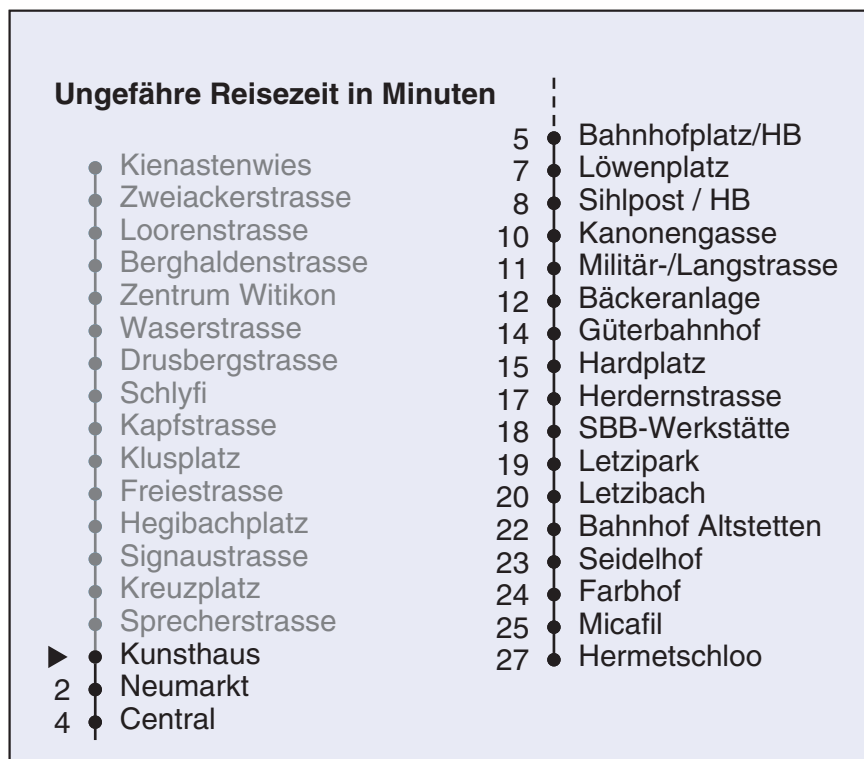 Ungefähre Reisezeit in Minuten
Kienastenwies
Zweiackerstrasse
Loorenstrasse
Berghaldenstrasse
Zentrum Witikon
Waserstrasse
Drusbergstrasse
Schlyfi
Kapfstrasse
Klusplatz
Freiestrasse
Hegibachplatz
Signaustrasse
Kreuzplatz
Sprecherstrasse
Kunsthaus
2 Neumarkt
4 Central
5 Bahnhofplatz/HB
7 Löwenplatz
8 Sihlpost / HB
10 Kanonengasse
11 Militär-/Langstrasse
12 Bäckeranlage
14 Güterbahnhof
15 Hardplatz
17 Herdernstrasse
18 SBB-Werkstätte
19 Letzipark
20 Letzibach
22 Bahnhof Altstetten
23 Seidelhof
24 Farbhof
25 Micafil
27 Hermetschloo